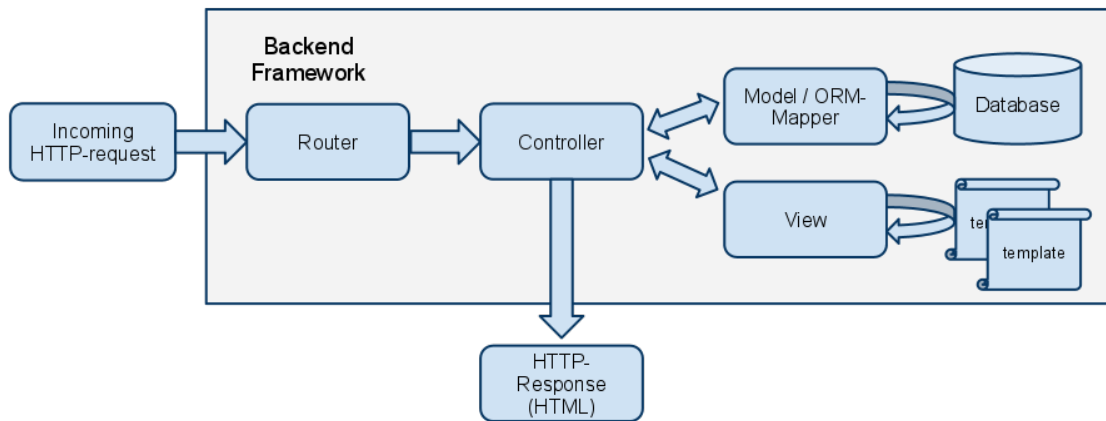 Backend
Framework
Incoming
HTTP-request
Router
Controller
Model / ORM-
Mapper
Database
View
template
HTTP-
Response
(HTML)